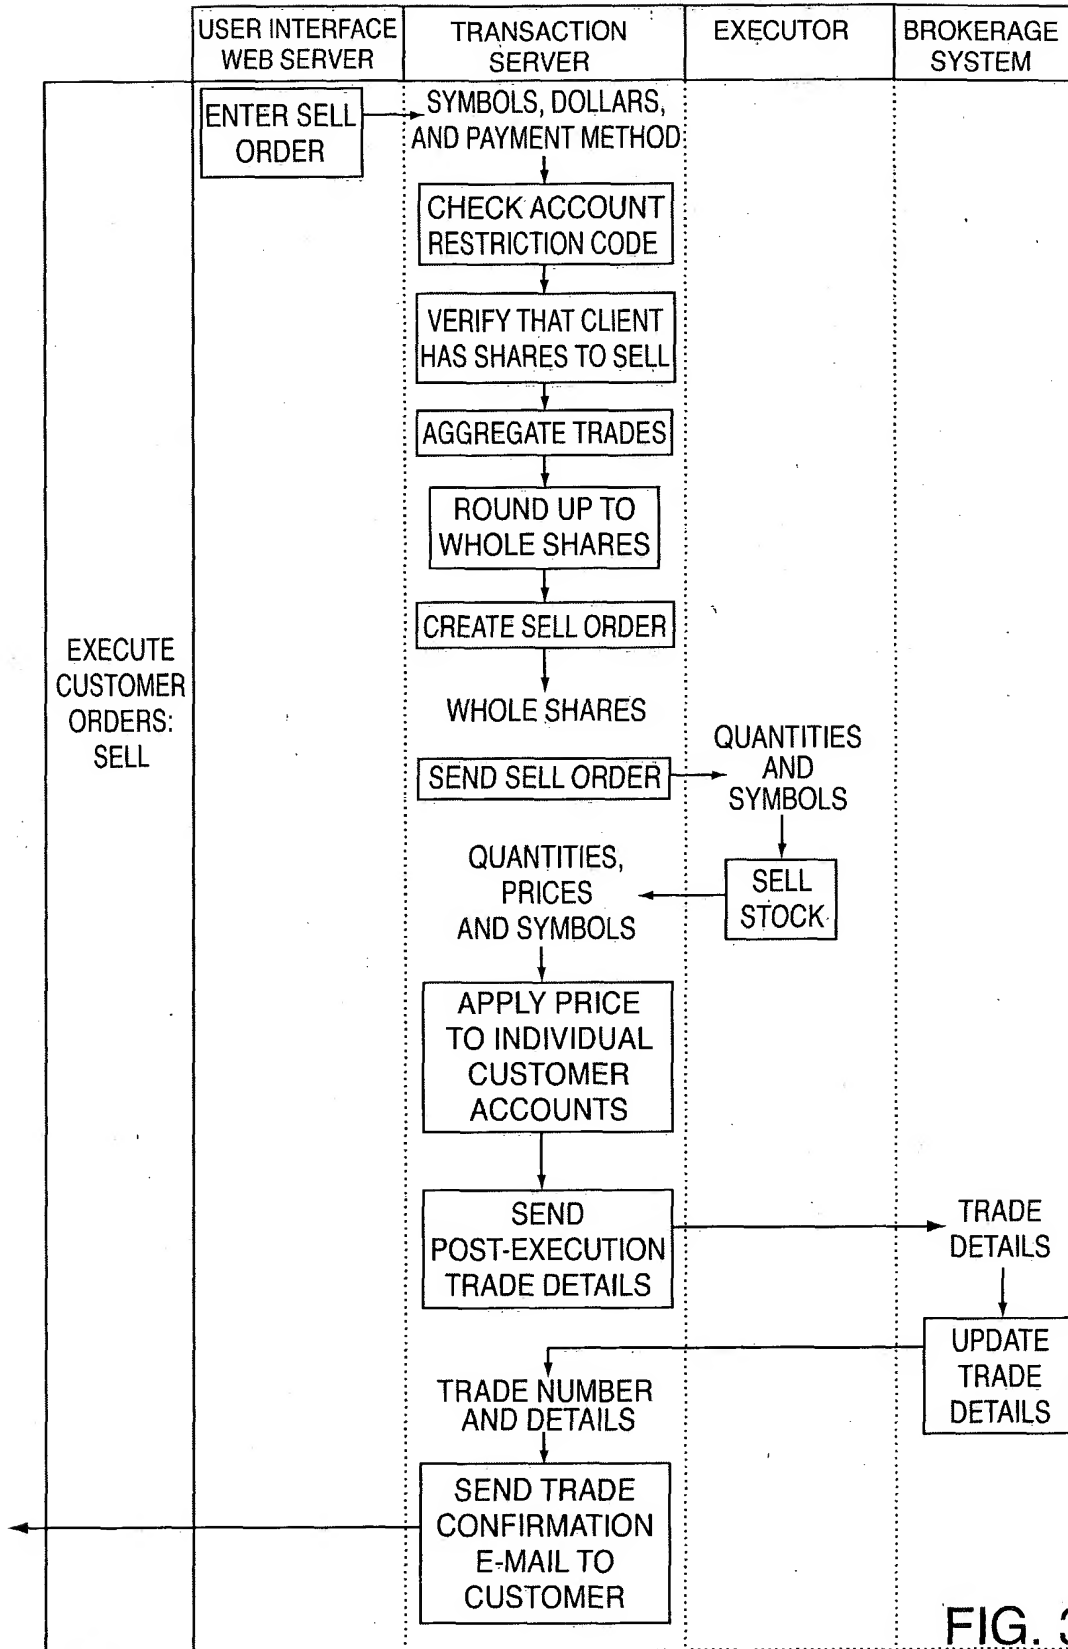 USER INTERFACE
WEB SERVER
TRANSACTION
SERVER
EXECUTOR
BROKERAGE
SYSTEM
ENTER SELL
ORDER
SYMBOLS, DOLLARS,
AND PAYMENT METHOD
CHECK ACCOUNT
RESTRICTION CODE
VERIFY THAT CLIENT
HAS SHARES TO SELL
AGGREGATE TRADES
ROUND UP TO
WHOLE SHARES
CREATE SELL ORDER
EXECUTE
CUSTOMER
ORDERS:
SELL
WHOLE SHARES
SEND SELL ORDER
QUANTITIES
AND
SYMBOLS
SELL
STOCK
QUANTITIES,
PRICES
AND SYMBOLS
APPLY PRICE
TO INDIVIDUAL
CUSTOMER
ACCOUNTS
SEND
POST-EXECUTION
TRADE DETAILS
TRADE
DETAILS
UPDATE
TRADE
DETAILS
TRADE NUMBER
AND DETAILS
SEND TRADE
CONFIRMATION
E-MAIL TO
CUSTOMER
FIG. 3